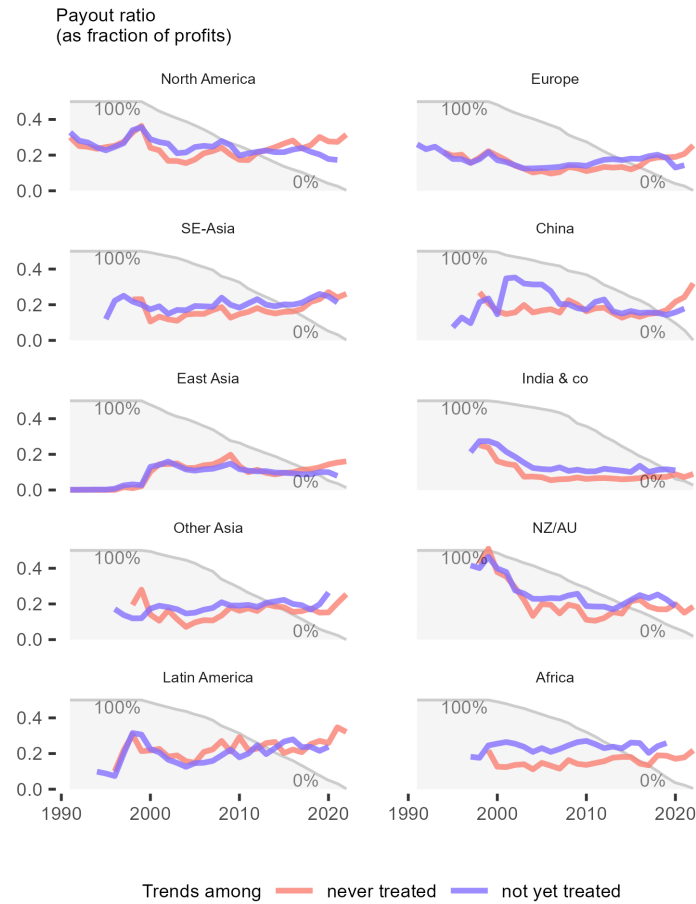 Payout ratio
(as fraction of profits)
North America
Europe
0.4
0.2
0.0
100%
0%
100%
0%
SE-Asia
China
0.4
0.2
0.0
100%
0%
100%
0%
East Asia
India & co
0.4
0.2
0.0
100%
0%
100%
0%
Other Asia
NZ/AU
0.4
0.2
0.0
100%
0%
100%
0%
Latin America
Africa
0.4
0.2
0.0
100%
0%
100%
0%
1990 2000 2010 2020 1990 2000 2010 2020
Trends among never treated not yet treated